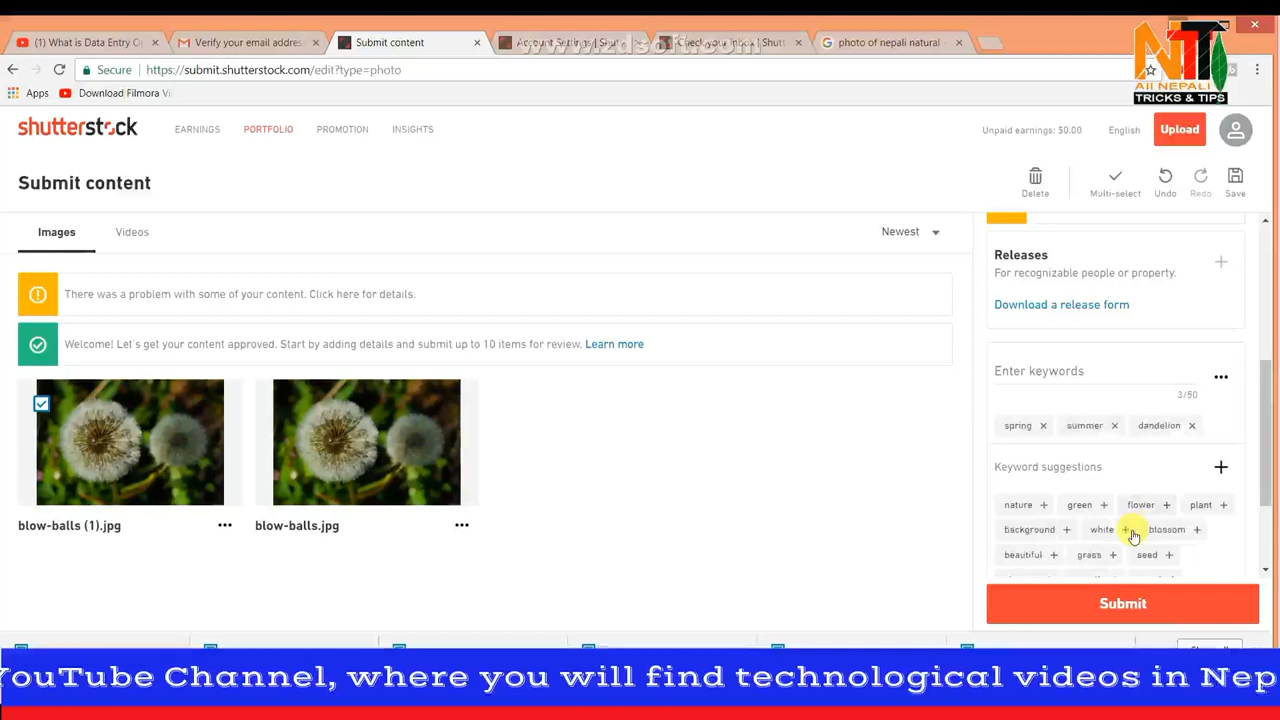 (1) What is Data Entry O
Verify your email addres
Submit content
Account Settings | Shut
Check your Inbox | Shutt
photo of nepali natural
Secure
https://submit.shutterstock.com/edit?type=photo
Apps
Download Filmora Vi
NTT
All NEPALI
TRICKS & TIPS
shutterstock
EARNINGS
PORTFOLIO
PROMOTION
INSIGHTS
Unpaid earnings: $0.00
English
Upload
Submit content
Delete
Multi-select
Undo
Redo
Save
Images
Videos
Newest
There was a problem with some of your content. Click here for details.
Welcome! Let's get your content approved. Start by adding details and submit up to 10 items for review. Learn more
blow-balls (1).jpg
blow-balls.jpg
Releases
For recognizable people or property.
Download a release form
Enter keywords
3/50
spring × summer × dandelion ×
Keyword suggestions
nature + green + flower + plant +
background + white + blossom +
beautiful + grass + seed +
Submit
YouTube Channel, where you will find technological videos in Nep